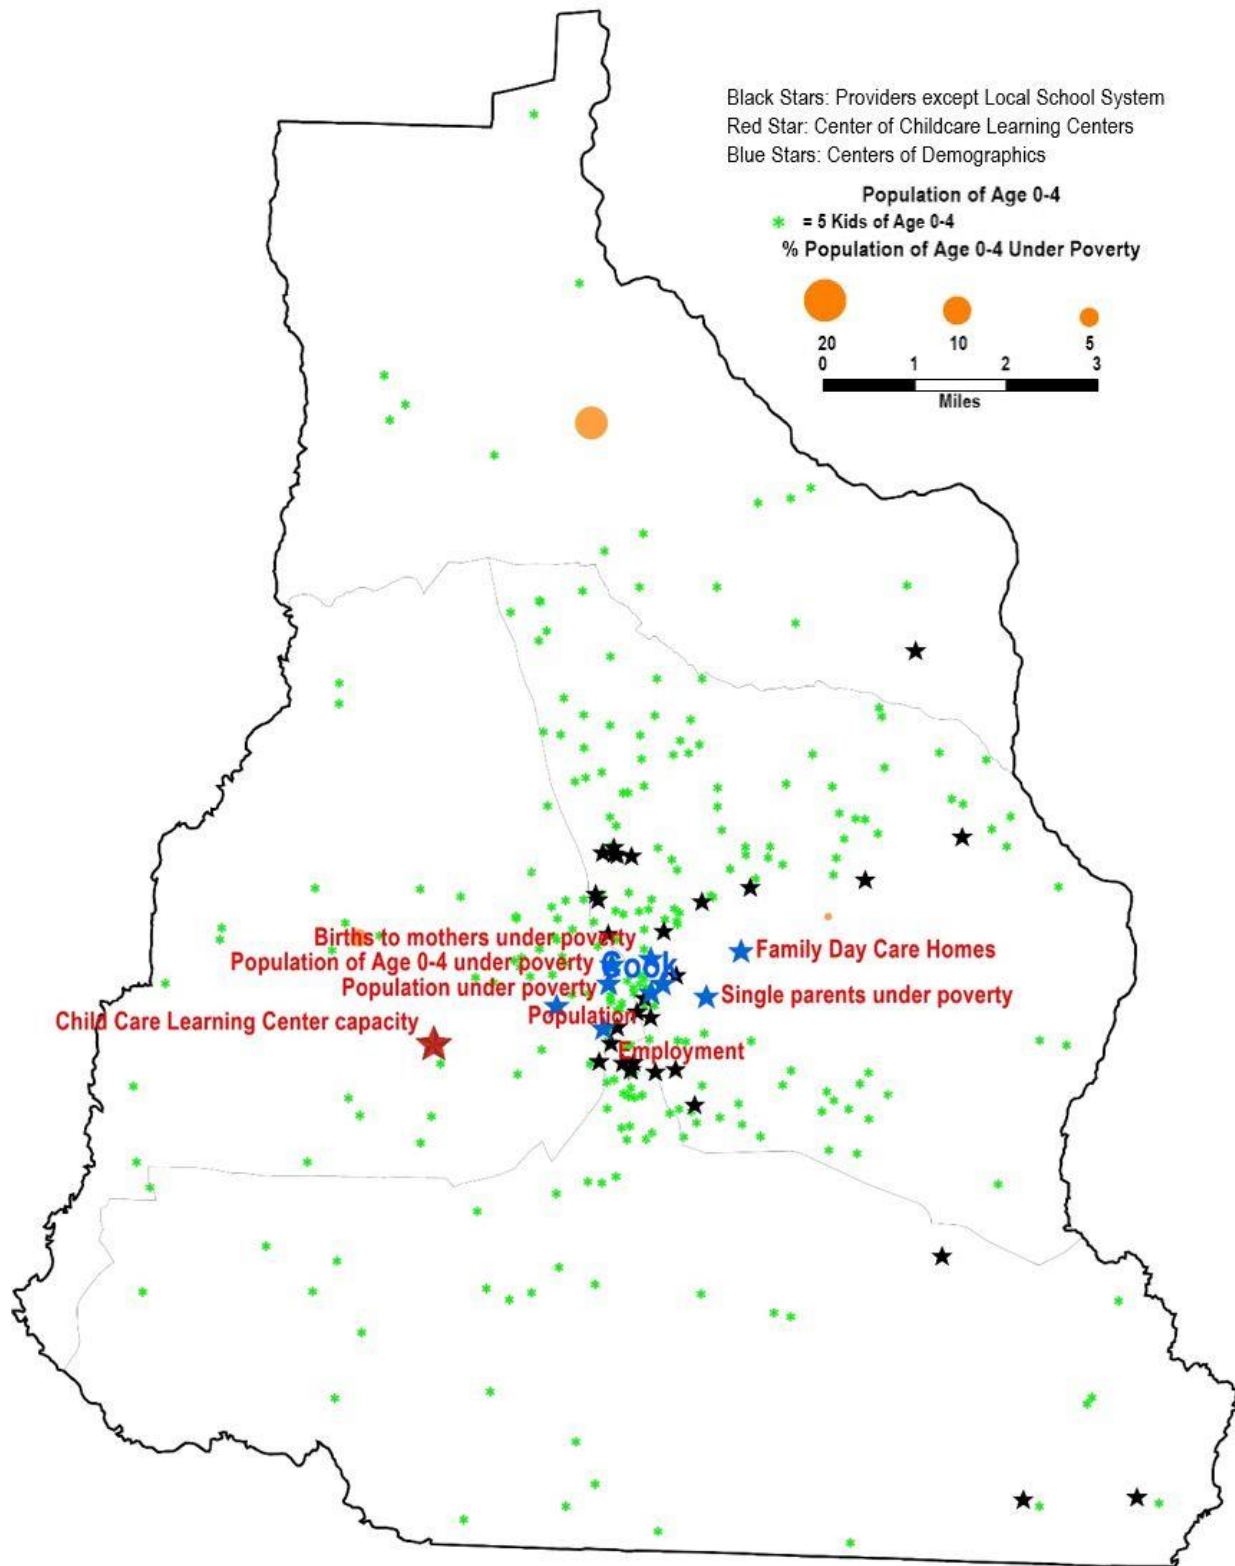 Black Stars: Providers except Local School System
Red Star: Center of Childcare Learning Centers
Blue Stars: Centers of Demographics
Population of Age 0-4
= 5 Kids of Age 0-4
% Population of Age 0-4 Under Poverty
20 10 5
0 1 2 3
Miles
Births to mothers under poverty
Family Day Care Homes
Population of Age 0-4 under poverty
Cook
Population under poverty
Single parents under poverty
Population
Child Care Learning Center capacity
Employment